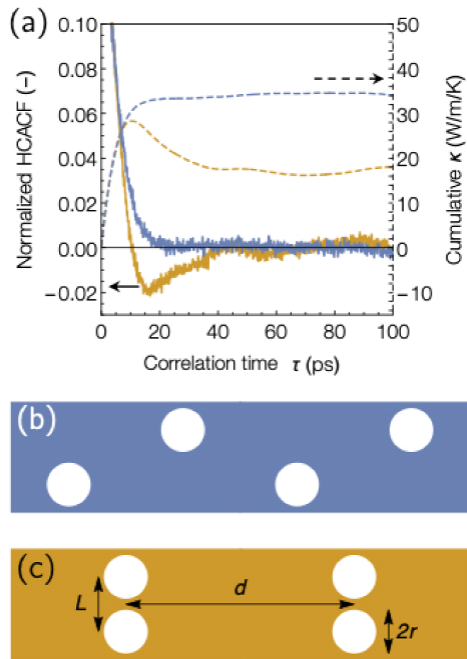 (a)
0.10
0.08
0.06
0.04
0.02
0.00
−0.02
Normalized HCACF (−)
50
40
30
20
10
0
−10
Cumulative κ (W/m/K)
0 20 40 60 80 100
Correlation time τ (ps)
(b)
(c)
L
d
2r